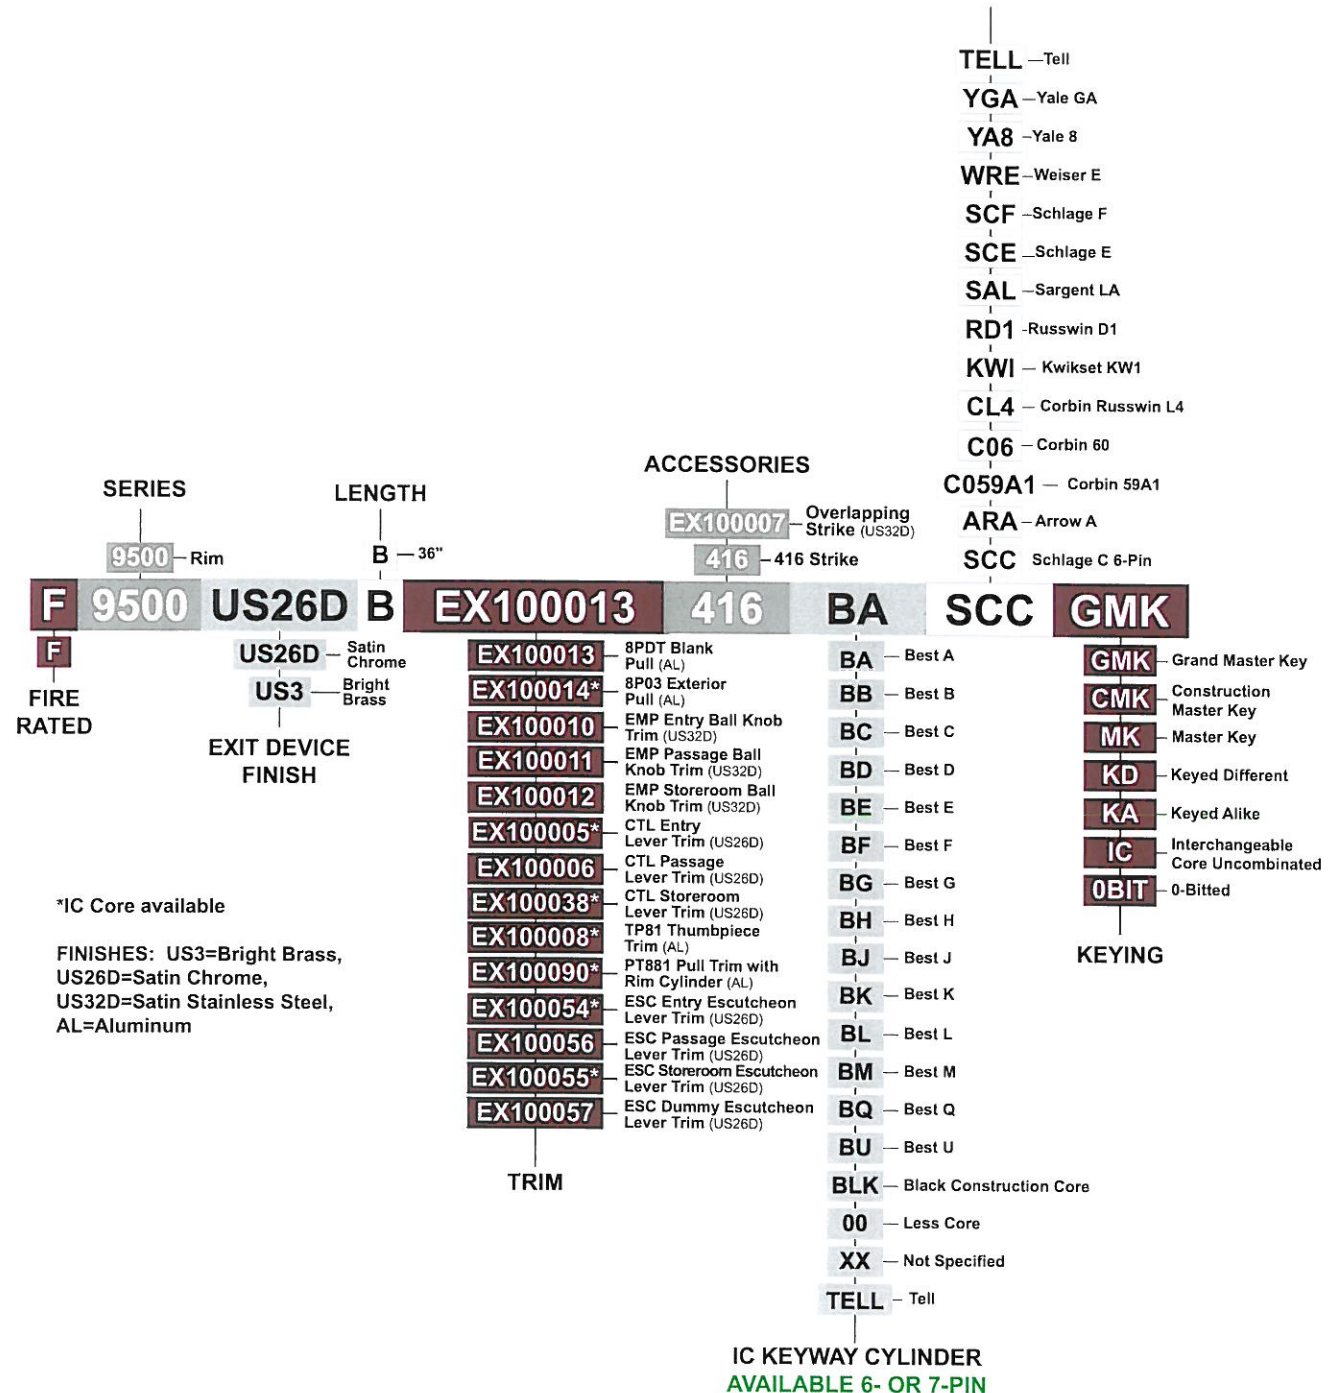 TELL Tell
YGA Yale GA
YA8 Yale 8
WRE Weiser E
SCF Schlage F
SCE Schlage E
SAL Sargent LA
RD1 Russwin D1
KWI Kwikset KW1
CL4 Corbin Russwin L4
C06 Corbin 60
C059A1 Corbin 59A1
ARA Arrow A
SCC Schlage C 6-Pin
SERIES
9500 Rim
LENGTH
B 36"
ACCESSORIES
EX100007 Overlapping
Strike (US32D)
416 416 Strike
F 9500 US26D B EX100013 416 BA SCC GMK
F
FIRE
RATED
US26D Satin
Chrome
US3 Bright
Brass
EXIT DEVICE
FINISH
EX100013 8PDT Blank
Pull (AL)
EX100014* 8P03 Exterior
Pull (AL)
EX100010 EMP Entry Ball Knob
Trim (US32D)
EX100011 EMP Passage Ball
Knob Trim (US32D)
EX100012 EMP Storeroom Ball
Knob Trim (US32D)
EX100005* CTL Entry
Lever Trim (US26D)
EX100006 CTL Passage
Lever Trim (US26D)
EX100038* CTL Storeroom
Lever Trim (US26D)
EX100008* TP81 Thumbpiece
Trim (AL)
EX100090* PT881 Pull Trim with
Rim Cylinder (AL)
EX100054* ESC Entry Escutcheon
Lever Trim (US26D)
EX100056 ESC Passage Escutcheon
Lever Trim (US26D)
EX100055* ESC Storeroom Escutcheon
Lever Trim (US26D)
EX100057 ESC Dummy Escutcheon
Lever Trim (US26D)
TRIM
BA Best A
BB Best B
BC Best C
BD Best D
BE Best E
BF Best F
BG Best G
BH Best H
BJ Best J
BK Best K
BL Best L
BM Best M
BQ Best Q
BU Best U
BLK Black Construction Core
00 Less Core
XX Not Specified
TELL Tell
IC KEYWAY CYLINDER
AVAILABLE 6- OR 7-PIN
GMK Grand Master Key
CMK Construction
Master Key
MK Master Key
KD Keyed Different
KA Keyed Alike
IC Interchangeable
Core Uncombinated
0BIT 0-Bitted
KEYING
*IC Core available
FINISHES: US3=Bright Brass,
US26D=Satin Chrome,
US32D=Satin Stainless Steel,
AL=Aluminum